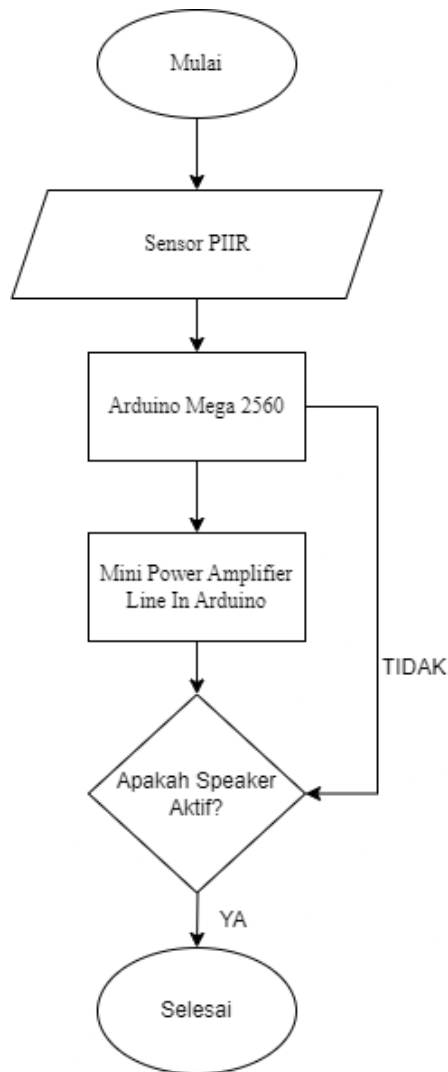 Mulai
Sensor PIIR
Arduino Mega 2560
Mini Power Amplifier
Line In Arduino
TIDAK
Apakah Speaker
Aktif?
YA
Selesai